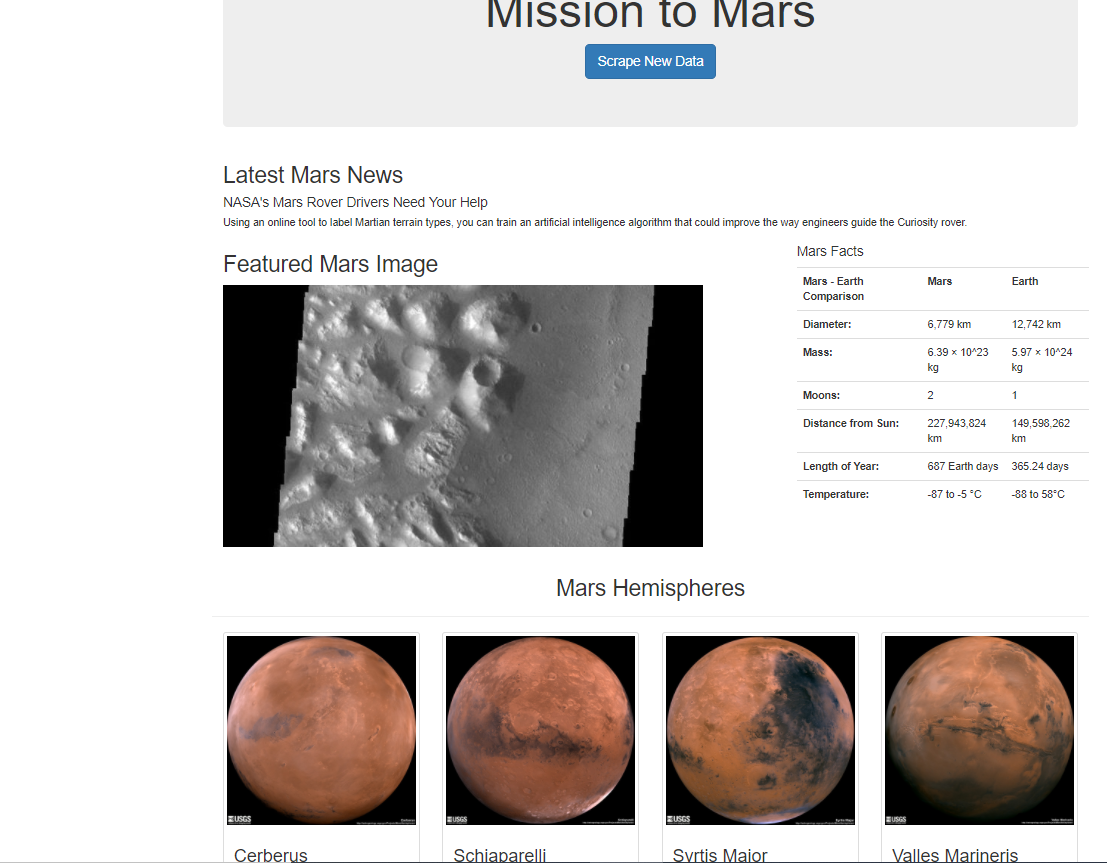 Mission to Mars
Scrape New Data
Latest Mars News
NASA's Mars Rover Drivers Need Your Help
Using an online tool to label Martian terrain types, you can train an artificial intelligence algorithm that could improve the way engineers guide the Curiosity rover.
Featured Mars Image
Mars Facts
Mars - Earth Comparison Mars Earth
Diameter: 6,779 km 12,742 km
Mass: 6.39 × 10^23 kg 5.97 × 10^24 kg
Moons: 2 1
Distance from Sun: 227,943,824 km 149,598,262 km
Length of Year: 687 Earth days 365.24 days
Temperature: -87 to -5 °C -88 to 58°C
Mars Hemispheres
USGS USGS USGS USGS
Cerberus Schiaparelli Syrtis Major Valles Marineris